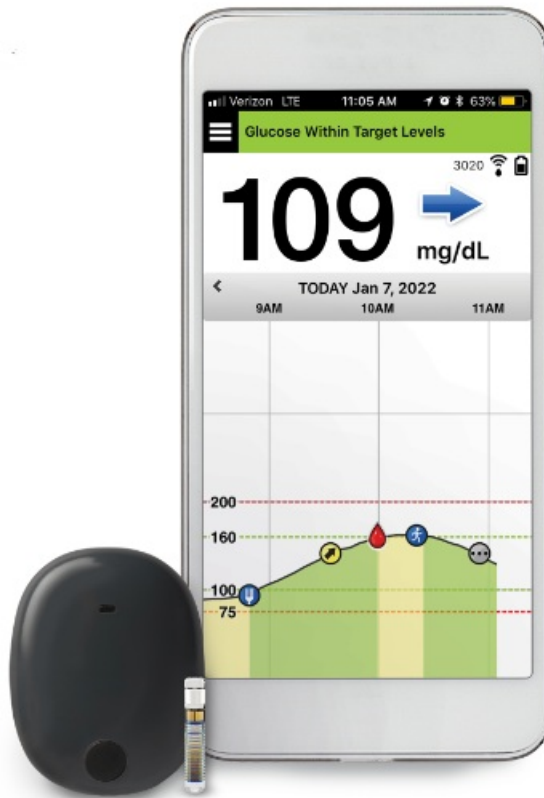 Verizon LTE 11:05 AM 63%
Glucose Within Target Levels
3020
109
mg/dL
TODAY Jan 7, 2022
9AM 10AM 11AM
200
160
100
75